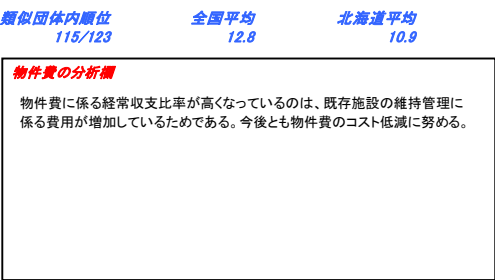 類似団体内順位 全国平均 北海道平均
115/123 12.8 10.9
物件費の分析欄
物件費に係る経常収支比率が高くなっているのは、既存施設の維持管理に
係る費用が増加しているためである。今後とも物件費のコスト低減に努める。